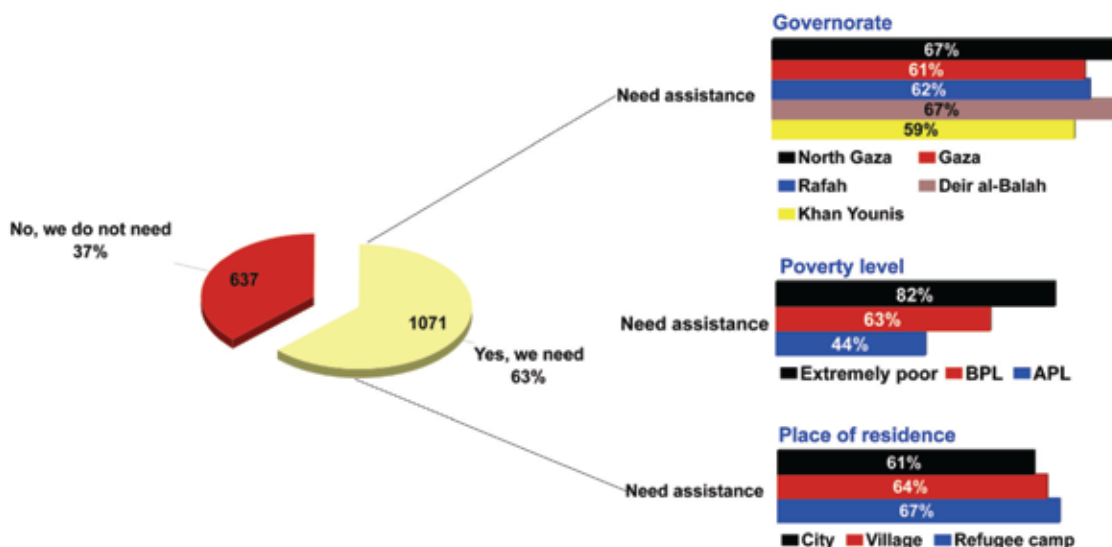 No, we do not need
37%
637
1071
Yes, we need
63%
Governorate
Need assistance
67%
61%
62%
67%
59%
North Gaza Gaza
Rafah Deir al-Balah
Khan Younis
Poverty level
Need assistance
82%
63%
44%
Extremely poor BPL APL
Place of residence
Need assistance
61%
64%
67%
City Village Refugee camp